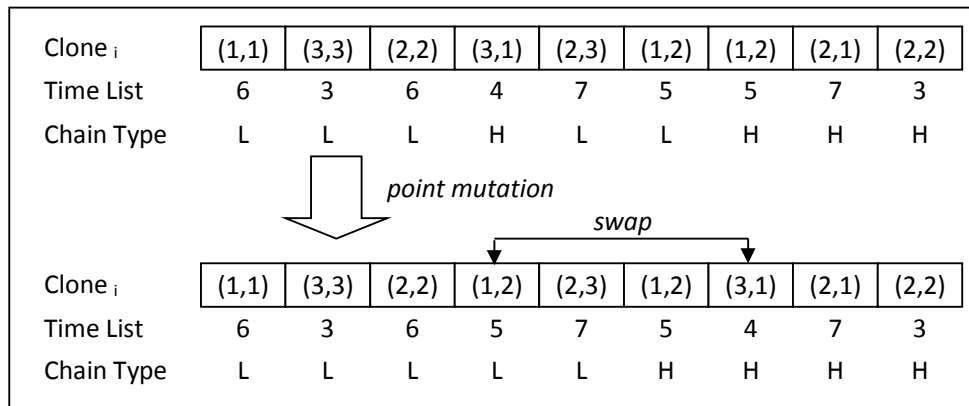 Clone i (1,1) (3,3) (2,2) (3,1) (2,3) (1,2) (1,2) (2,1) (2,2)
Time List 6 3 6 4 7 5 5 7 3
Chain Type L L L H L L H H H
point mutation
swap
Clone i (1,1) (3,3) (2,2) (1,2) (2,3) (1,2) (3,1) (2,1) (2,2)
Time List 6 3 6 5 7 5 4 7 3
Chain Type L L L L L H H H H